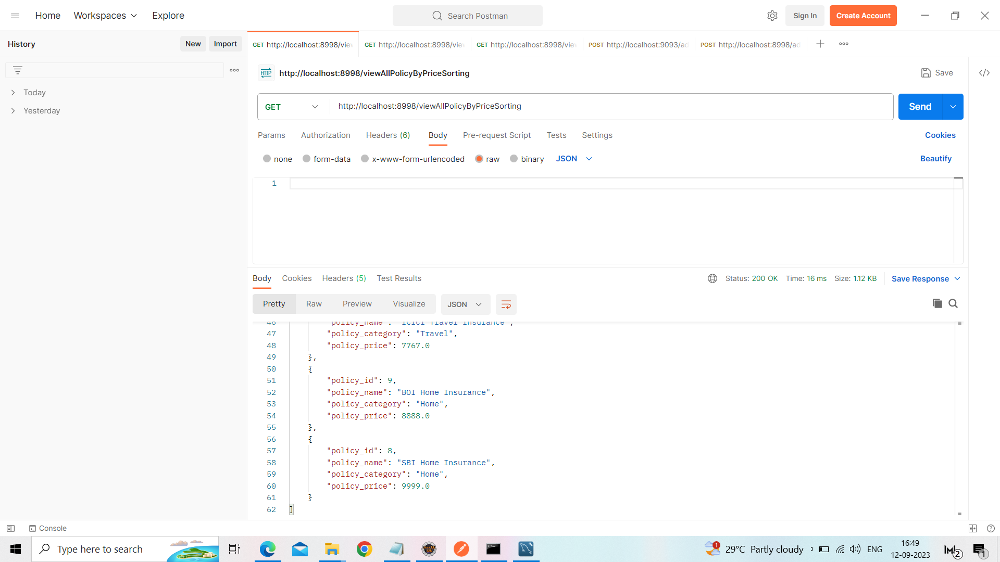 Home Workspaces Explore
Search Postman
Sign In Create Account
History New Import
GET http://localhost:8998/vie
GET http://localhost:8998/vie
GET http://localhost:8998/vie
POST http://localhost:9093/ad
POST http://localhost:8998/ad
Today
Yesterday
HTTP http://localhost:8998/viewAllPolicyByPriceSorting
Save
</>
GET http://localhost:8998/viewAllPolicyByPriceSorting
Send
Params Authorization Headers (6) Body Pre-request Script Tests Settings Cookies
none form-data x-www-form-urlencoded raw binary JSON Beautify
1
Body Cookies Headers (5) Test Results
Status: 200 OK Time: 16 ms Size: 1.12 KB Save Response
Pretty Raw Preview Visualize JSON
46 "policy_name": "ICICI Travel Insurance",
47 "policy_category": "Travel",
48 "policy_price": 7767.0
49 },
50 {
51 "policy_id": 9,
52 "policy_name": "BOI Home Insurance",
53 "policy_category": "Home",
54 "policy_price": 8888.0
55 },
56 {
57 "policy_id": 8,
58 "policy_name": "SBI Home Insurance",
59 "policy_category": "Home",
60 "policy_price": 9999.0
61 }
62 ]
Console
Type here to search
1
29°C Partly cloudy
ENG
16:49
12-09-2023
2
1